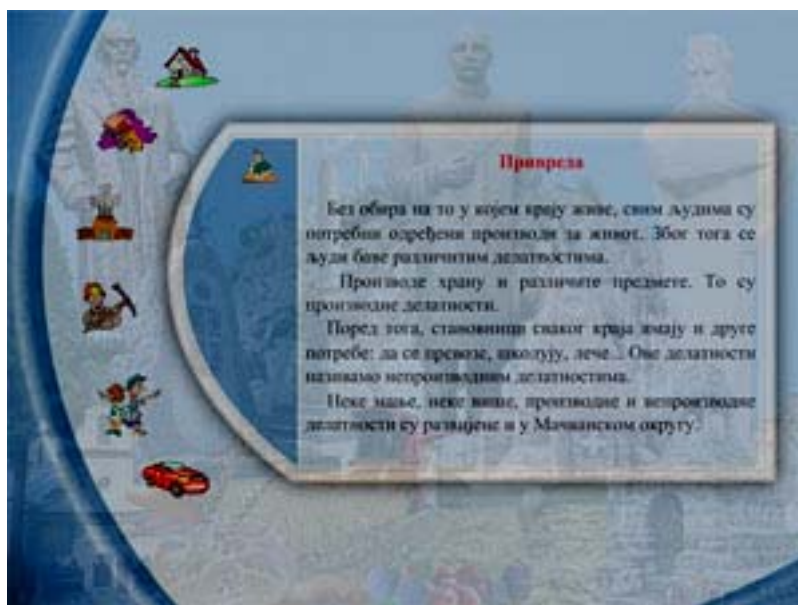 Привреда
Без обира на то у којем крају живе, свим људима су
потребни одређени производи за живот. Због тога се
људи баве различитим делатностима.
Производе храну и различите предмете. То су
производне делатности.
Поред тога, становници сваког краја имају и друге
потребе: да се превозе, школују, лече... Ове делатности
називамо непроизводним делатностима.
Неке мање, неке више, производне и непроизводне
делатности су развијене и у Мачванском округу.